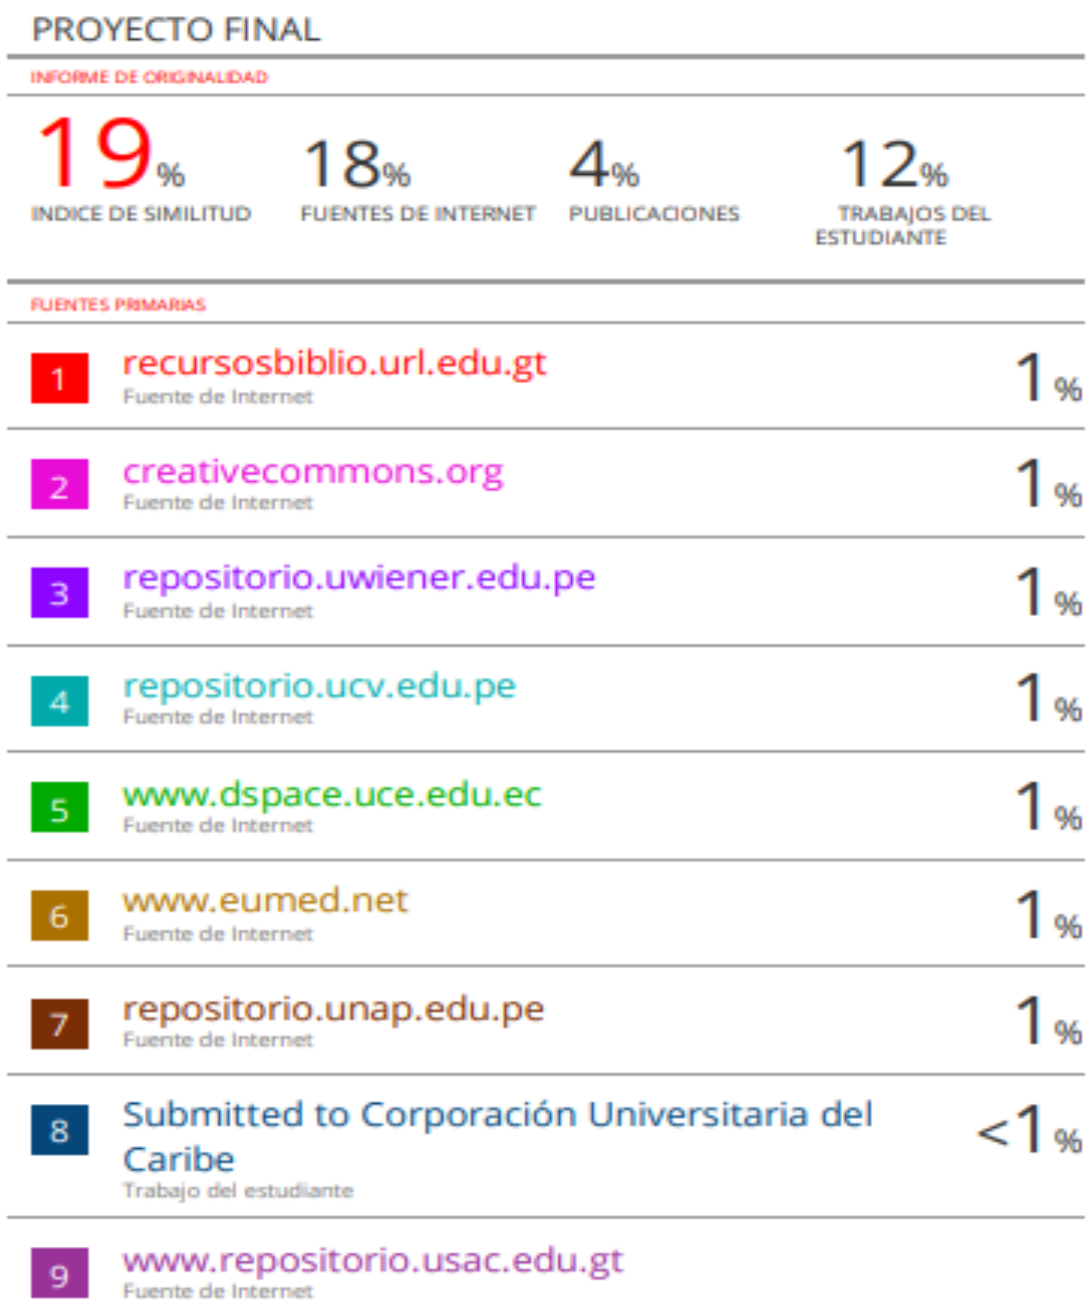 PROYECTO FINAL
INFORME DE ORIGINALIDAD
19% 18% 4% 12%
INDICE DE SIMILITUD FUENTES DE INTERNET PUBLICACIONES TRABAJOS DEL
ESTUDIANTE
FUENTES PRIMARIAS
1 recursosbiblio.url.edu.gt 1%
Fuente de Internet
2 creativecommons.org 1%
Fuente de Internet
3 repositorio.uwiener.edu.pe 1%
Fuente de Internet
4 repositorio.ucv.edu.pe 1%
Fuente de Internet
5 www.dspace.uce.edu.ec 1%
Fuente de Internet
6 www.eumed.net 1%
Fuente de Internet
7 repositorio.unap.edu.pe 1%
Fuente de Internet
8 Submitted to Corporación Universitaria del <1%
Caribe
Trabajo del estudiante
9 www.repositorio.usac.edu.gt
Fuente de Internet